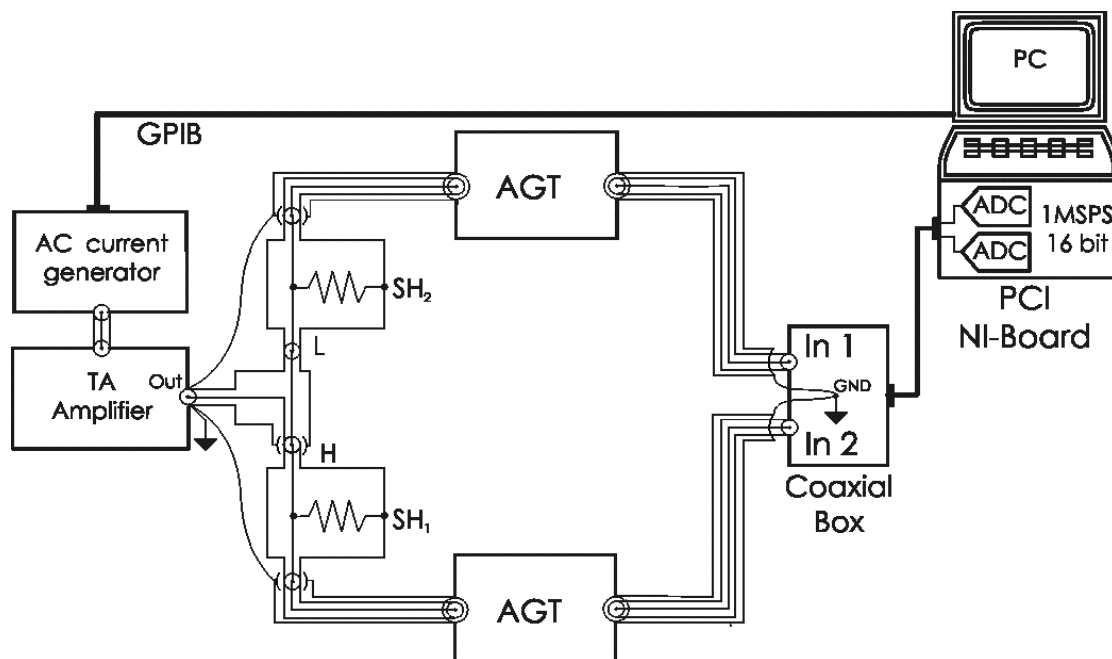 PC
GPIB
AGT
ADC
ADC
1MSPS
16 bit
AC current
generator
SH₂
PCI
NI-Board
L
In 1
TA
Amplifier
Out
GND
H
In 2
Coaxial
Box
SH₁
AGT